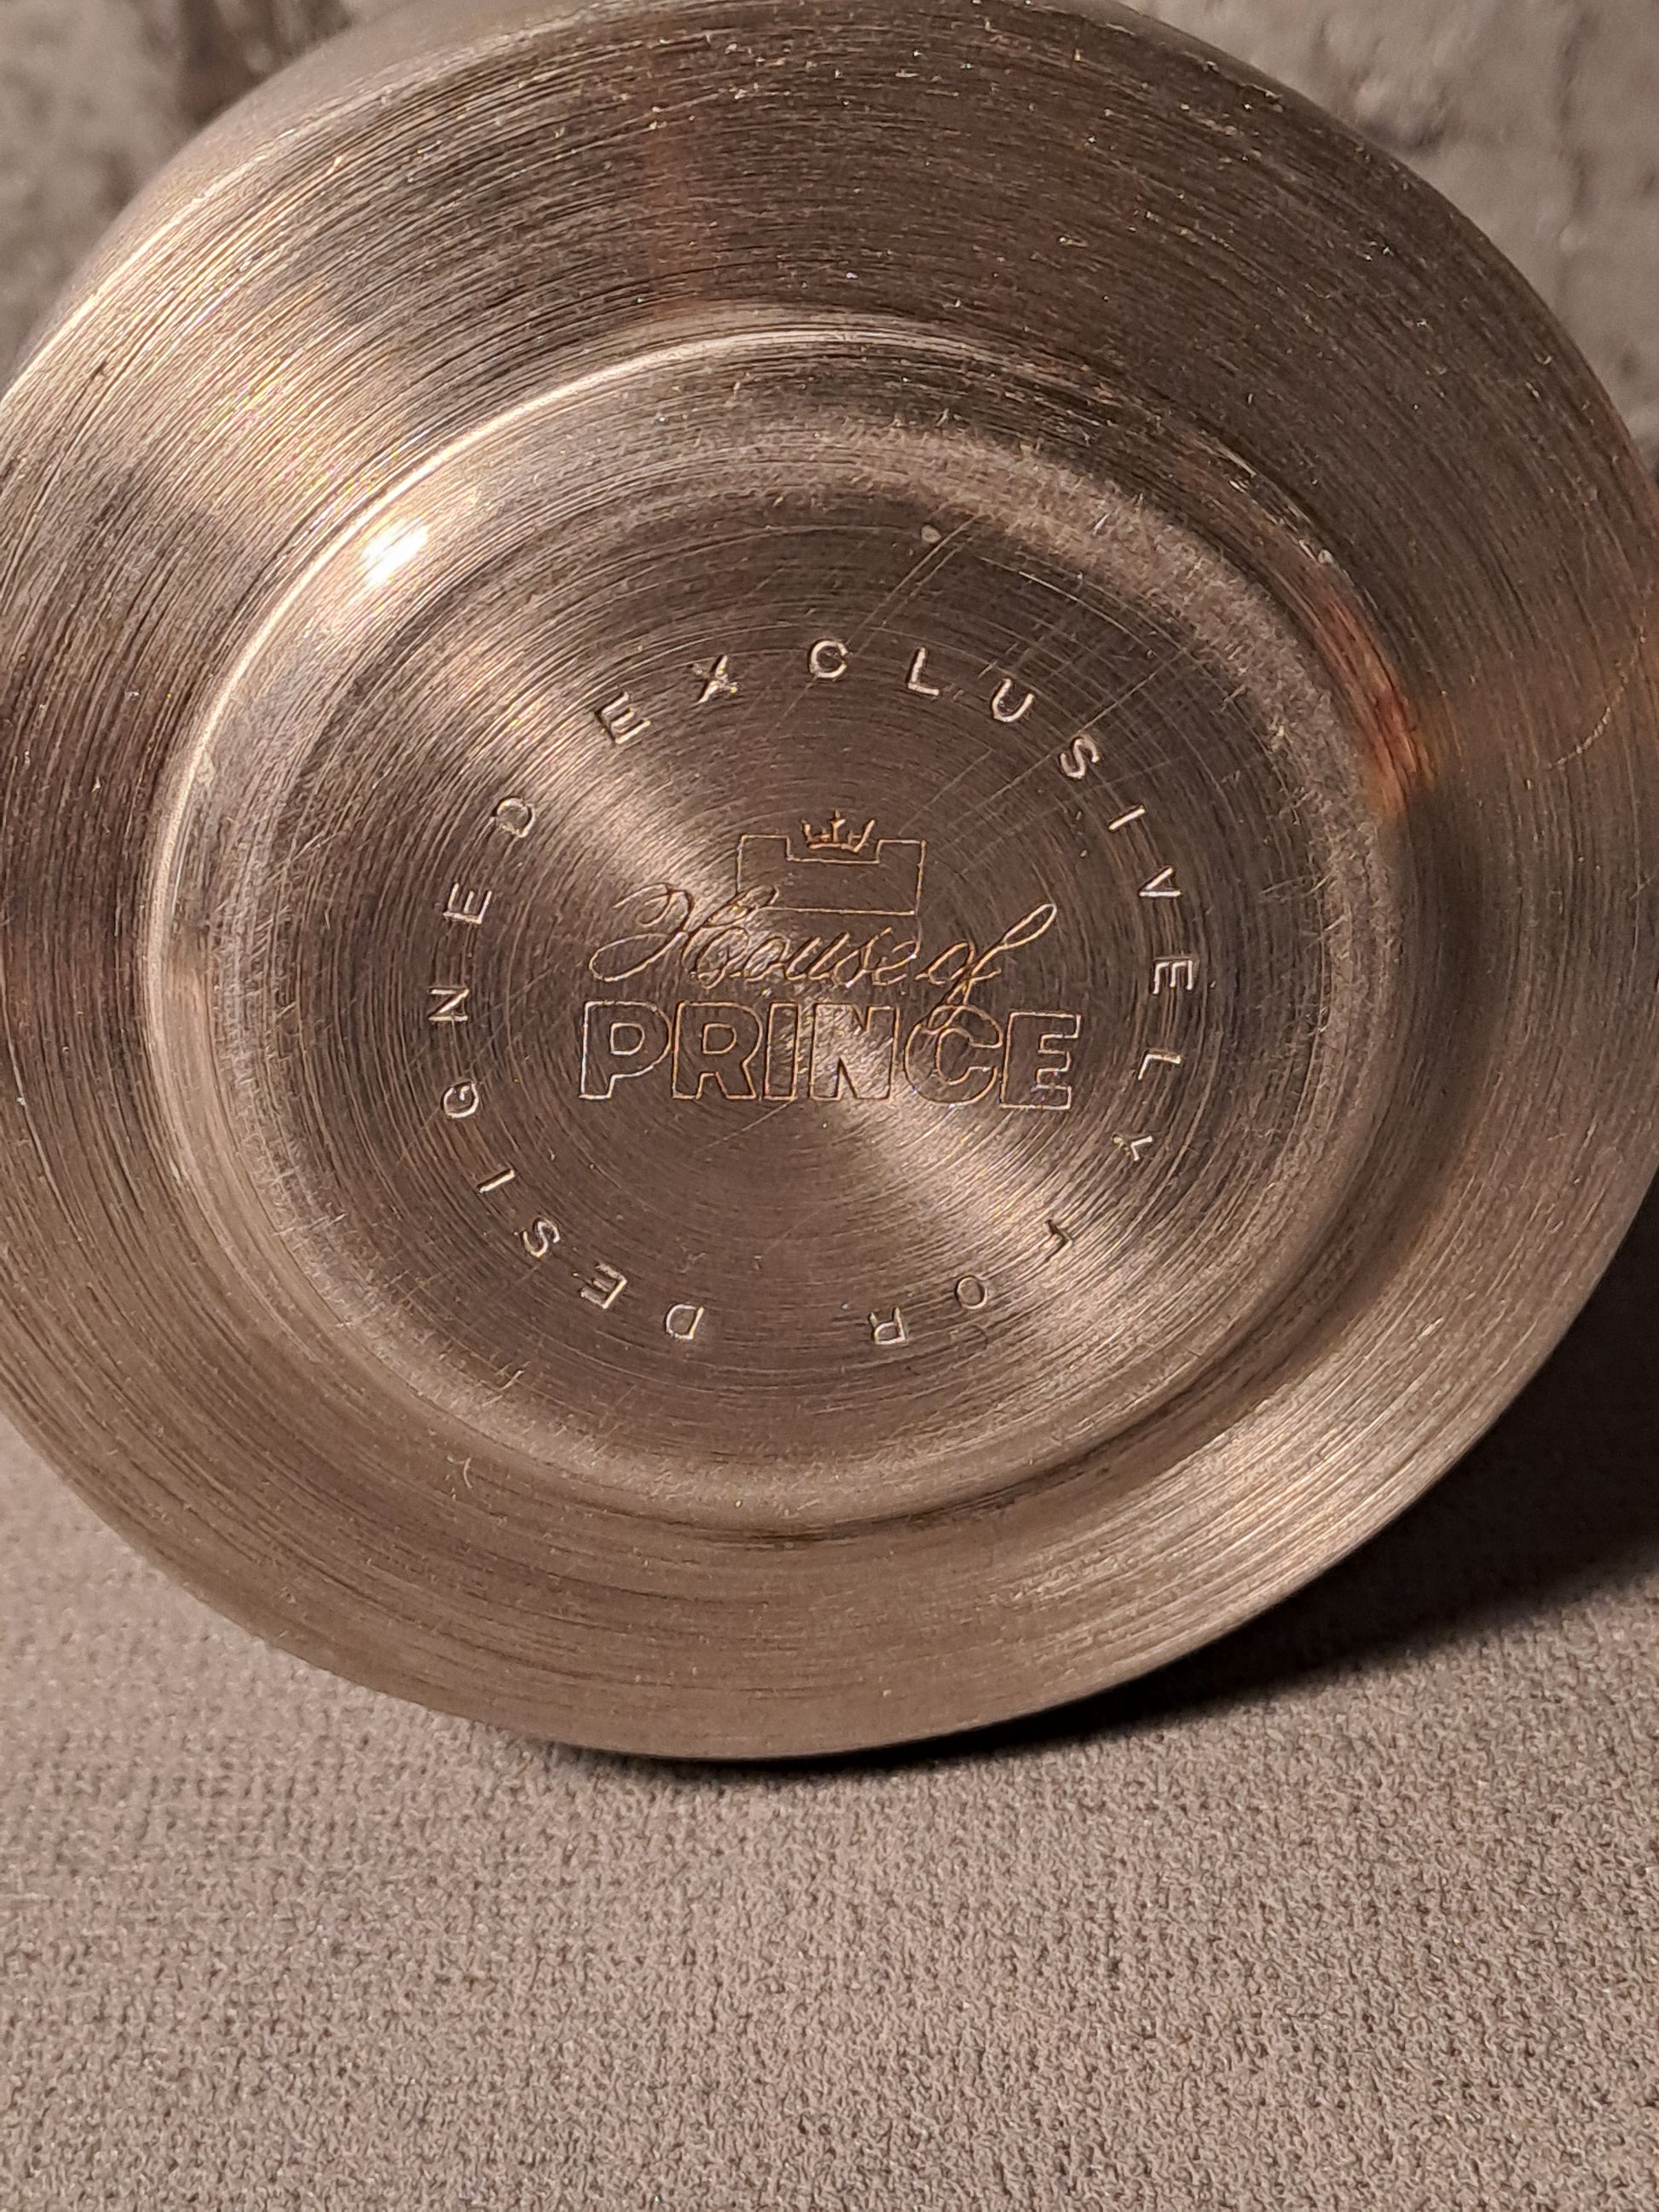 DESIGNED EXCLUSIVELY FOR
House of
PRINCE